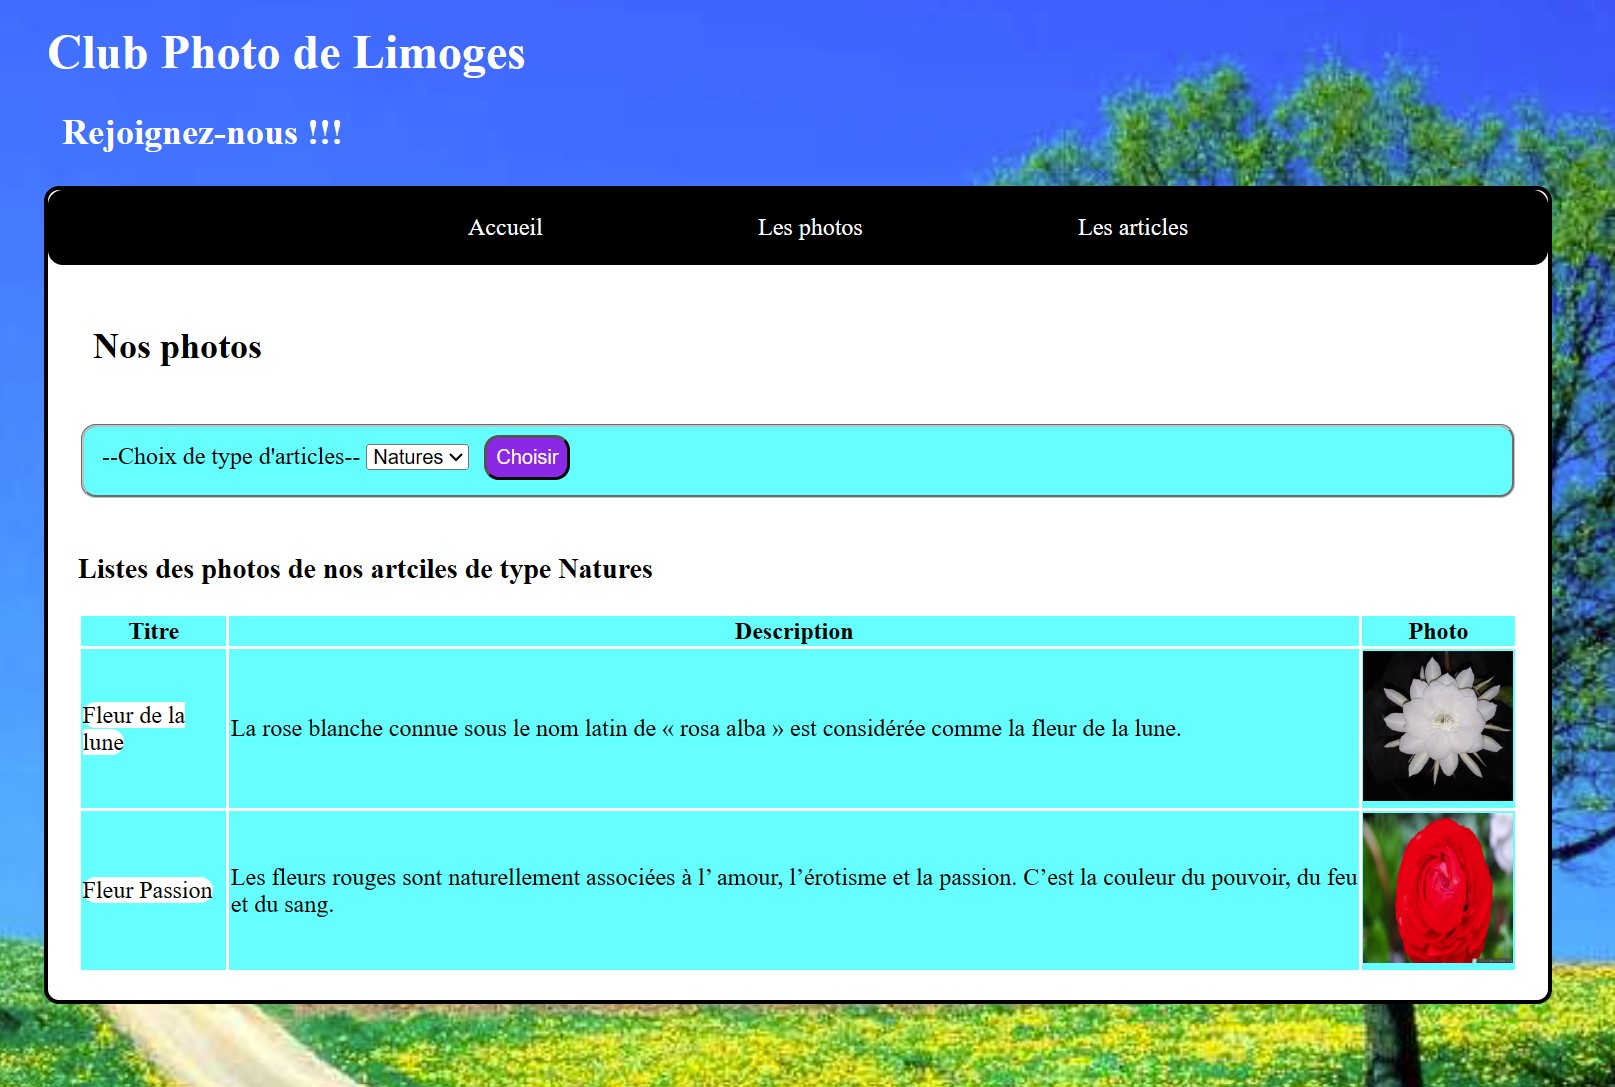 Club Photo de Limoges
Rejoignez-nous !!!
Accueil Les photos Les articles
Nos photos
--Choix de type d'articles-- Natures Choisir
Listes des photos de nos artciles de type Natures
Titre Description Photo
Fleur de la
lune
La rose blanche connue sous le nom latin de « rosa alba » est considérée comme la fleur de la lune.
Fleur Passion
Les fleurs rouges sont naturellement associées à l’ amour, l’érotisme et la passion. C’est la couleur du pouvoir, du feu
et du sang.